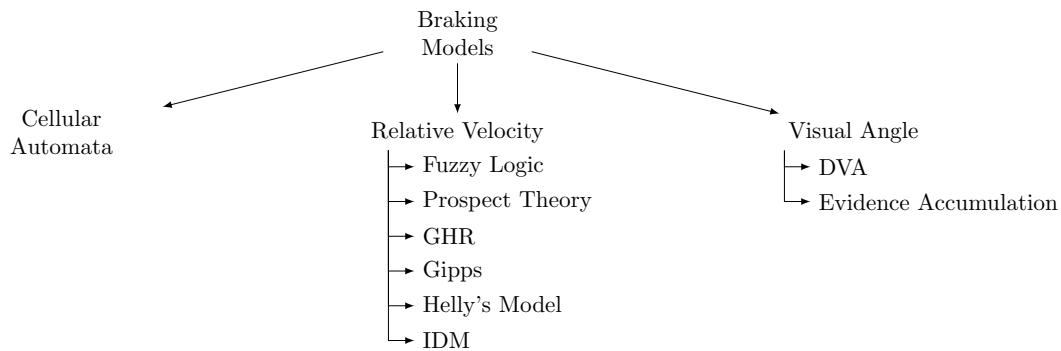 Braking
Models
Cellular
Automata
Relative Velocity
Fuzzy Logic
Prospect Theory
GHR
Gipps
Helly's Model
IDM
Visual Angle
DVA
Evidence Accumulation